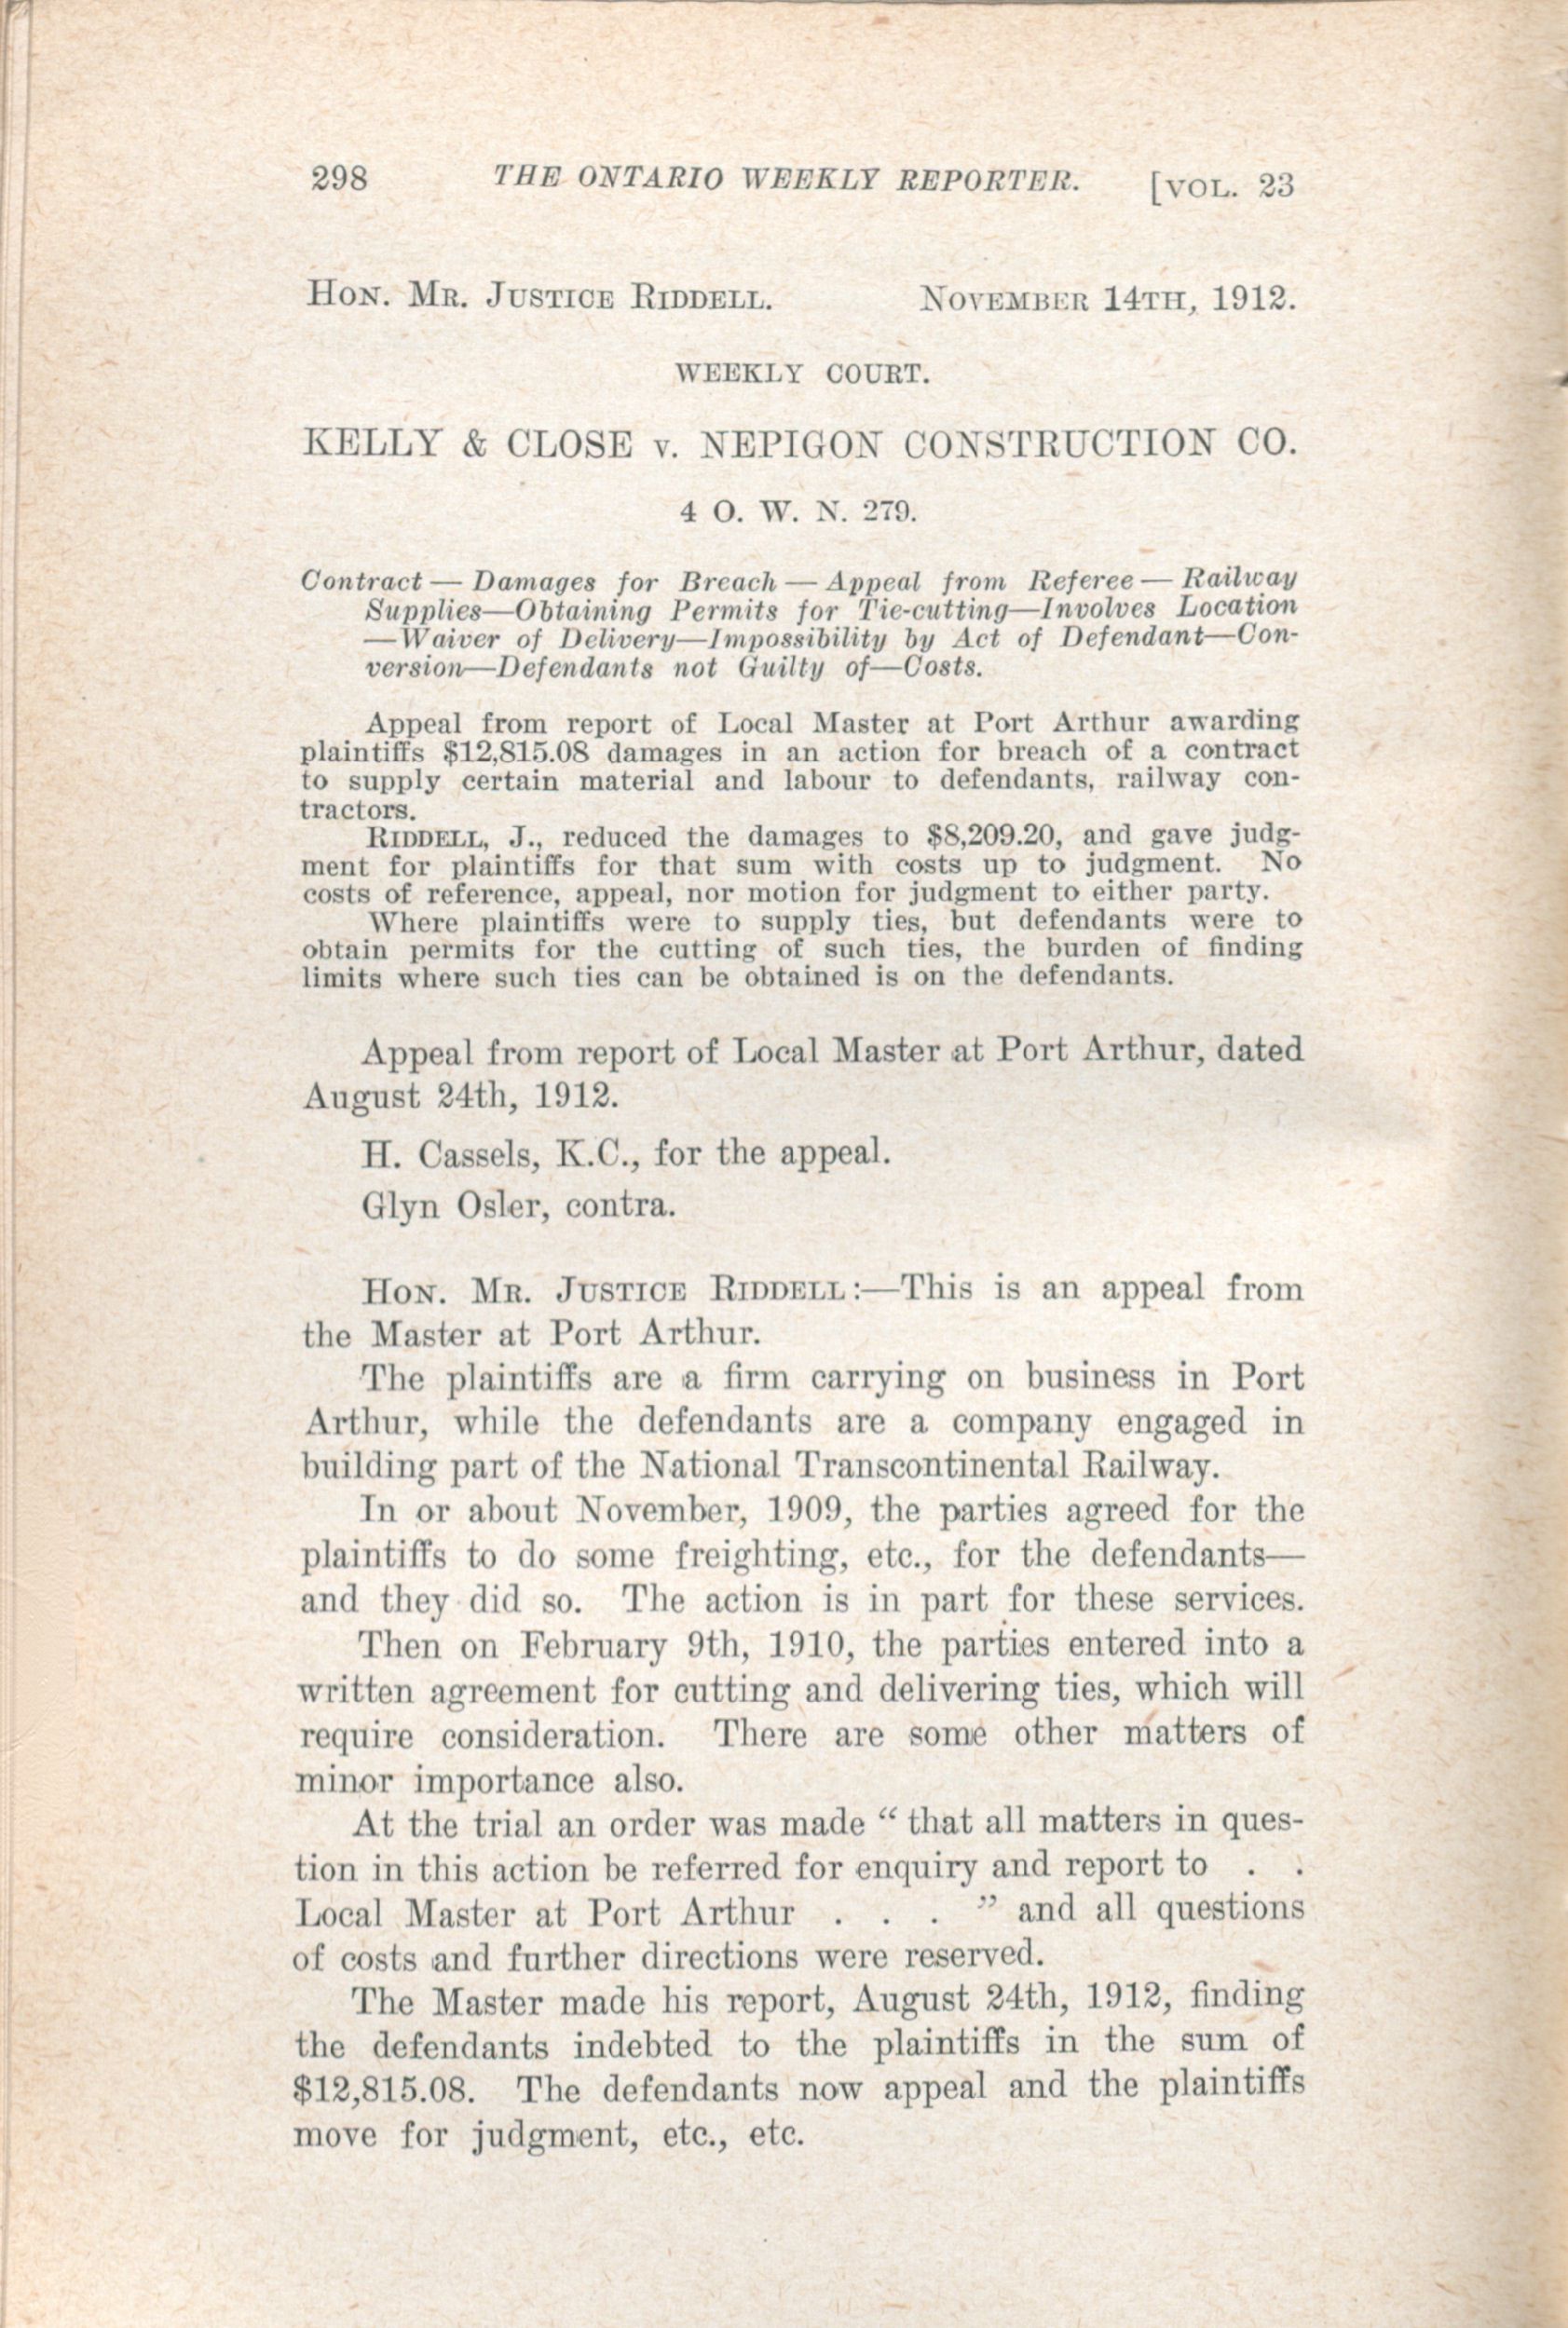 298 THE ONTARIO WEEKLY REPORTER. [VOL. 23
HON. MR. JUSTICE RIDDELL. NOVEMBER 14TH, 1912.
WEEKLY COURT.
KELLY & CLOSE v. NEPIGON CONSTRUCTION CO.
4 O. W. N. 279.
Contract — Damages for Breach — Appeal from Referee — Railway
Supplies—Obtaining Permits for Tie-cutting—Involves Location
—Waiver of Delivery—Impossibility by Act of Defendant—Con-
version—Defendants not Guilty of—Costs.
Appeal from report of Local Master at Port Arthur awarding
plaintiffs $12,815.08 damages in an action for breach of a contract
to supply certain material and labour to defendants, railway con-
tractors.
RIDDELL, J., reduced the damages to $8,209.20, and gave judg-
ment for plaintiffs for that sum with costs up to judgment. No
costs of reference, appeal, nor motion for judgment to either party.
Where plaintiffs were to supply ties, but defendants were to
obtain permits for the cutting of such ties, the burden of finding
limits where such ties can be obtained is on the defendants.
Appeal from report of Local Master at Port Arthur, dated
August 24th, 1912.
H. Cassels, K.C., for the appeal.
Glyn Osler, contra.
HON. MR. JUSTICE RIDDELL:—This is an appeal from
the Master at Port Arthur.
The plaintiffs are a firm carrying on business in Port
Arthur, while the defendants are a company engaged in
building part of the National Transcontinental Railway.
In or about November, 1909, the parties agreed for the
plaintiffs to do some freighting, etc., for the defendants—
and they did so. The action is in part for these services.
Then on February 9th, 1910, the parties entered into a
written agreement for cutting and delivering ties, which will
require consideration. There are some other matters of
minor importance also.
At the trial an order was made “ that all matters in ques-
tion in this action be referred for enquiry and report to . .
Local Master at Port Arthur . . . ” and all questions
of costs and further directions were reserved.
The Master made his report, August 24th, 1912, finding
the defendants indebted to the plaintiffs in the sum of
$12,815.08. The defendants now appeal and the plaintiffs
move for judgment, etc., etc.